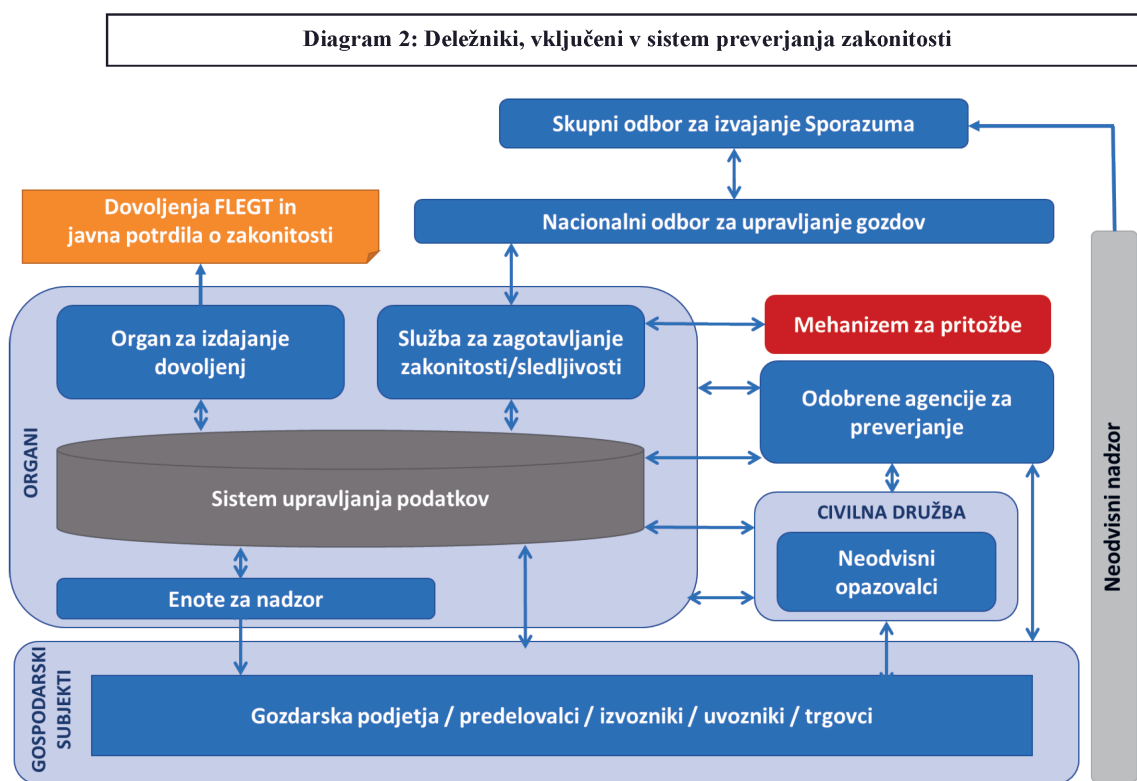 Diagram 2: Deležniki, vključeni v sistem preverjanja zakonitosti
Skupni odbor za izvajanje Sporazuma
Dovoljenja FLEGT in
javna potrdila o zakonitosti
Nacionalni odbor za upravljanje gozdov
Organ za izdajanje
dovoljenj
Služba za zagotavljanje
zakonitosti/sledljivosti
Mehanizem za pritožbe
Odobrene agencije za
preverjanje
ORGANI
Sistem upravljanja podatkov
CIVILNA DRUŽBA
Neodvisni
opazovalci
Enote za nadzor
Neodvisni nadzor
GOSPODARSKI
SUBJEKTI
Gozdarska podjetja / predelovalci / izvozniki / uvozniki / trgovci